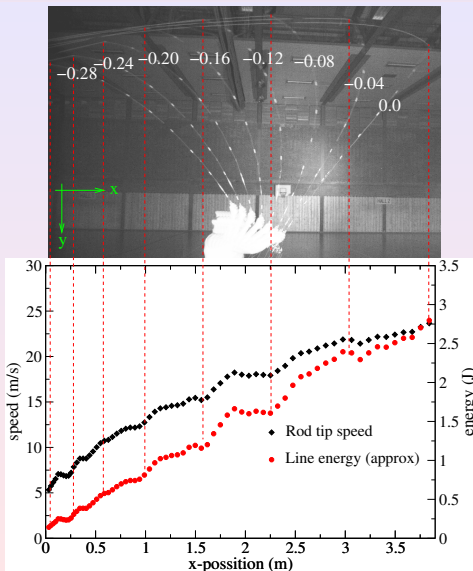 −0.28
−0.24
−0.20
−0.16
−0.12
−0.08
−0.04
0.0
x
y
30
25
20
15
10
5
0
speed (m/s)
3.5
3
2.5
2
1.5
1
0.5
0
energy (J)
Rod tip speed
Line energy (approx)
0 0.5 1 1.5 2 2.5 3 3.5
x-possition (m)